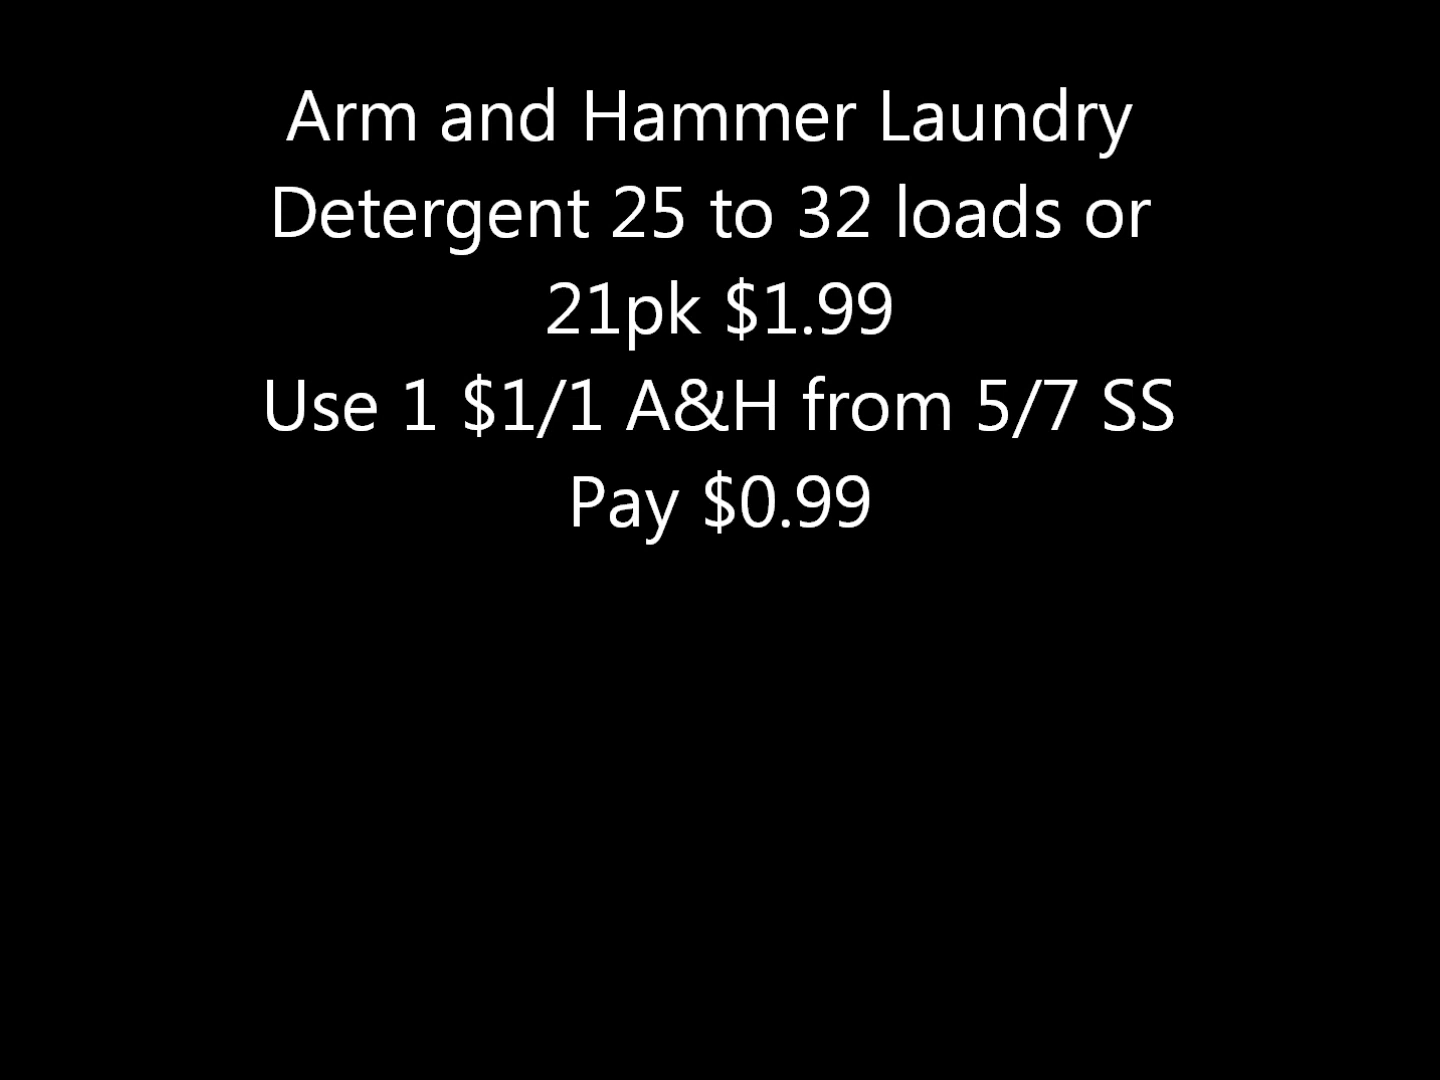 Arm and Hammer Laundry
Detergent 25 to 32 loads or
21pk $1.99
Use 1 $1/1 A&H from 5/7 SS
Pay $0.99